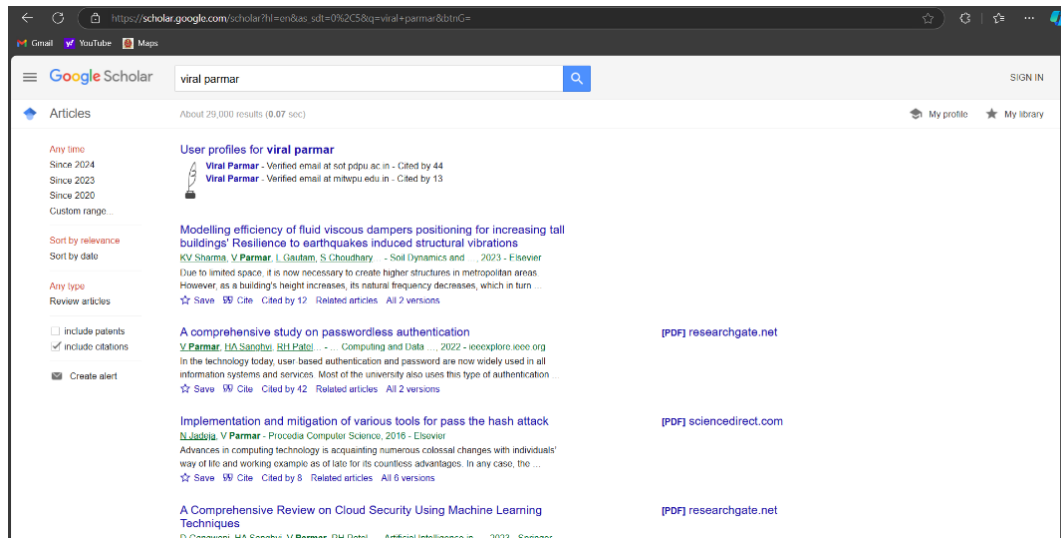 https://scholar.google.com/scholar?hl=en&as_sdt=0%2C5&q=viral+parmar&btnG=
Gmail YouTube Maps
Google Scholar viral parmar SIGN IN
Articles About 29,000 results (0.07 sec) My profile My library
Any time
Since 2024
Since 2023
Since 2020
Custom range...
Sort by relevance
Sort by date
Any type
Review articles
include patents
include citations
Create alert
User profiles for viral parmar
Viral Parmar - Verified email at sot.pdpu.ac.in - Cited by 44
Viral Parmar - Verified email at mitwpu.edu.in - Cited by 13
Modelling efficiency of fluid viscous dampers positioning for increasing tall
buildings' Resilience to earthquakes induced structural vibrations
KV Sharma, V Parmar, L Gautam, S Choudhary... - Soil Dynamics and ..., 2023 - Elsevier
Due to limited space, it is now necessary to create higher structures in metropolitan areas.
However, as a building's height increases, its natural frequency decreases, which in turn ...
Save Cite Cited by 12 Related articles All 2 versions
A comprehensive study on passwordless authentication [PDF] researchgate.net
V Parmar, HA Sanghvi, RH Patel... - ... Computing and Data ..., 2022 - ieeexplore.ieee.org
In the technology today, user-based authentication and password are now widely used in all
information systems and services. Most of the university also uses this type of authentication ...
Save Cite Cited by 42 Related articles All 2 versions
Implementation and mitigation of various tools for pass the hash attack [PDF] sciencedirect.com
N Jadeja, V Parmar - Procedia Computer Science, 2016 - Elsevier
Advances in computing technology is acquainting numerous colossal changes with individuals'
way of life and working example as of late for its countless advantages. In any case, the ...
Save Cite Cited by 8 Related articles All 6 versions
A Comprehensive Review on Cloud Security Using Machine Learning [PDF] researchgate.net
Techniques
D Gangwani, HA Sanghvi, V Parmar, RH Patel... - Artificial Intelligence in ..., 2023 - Springer